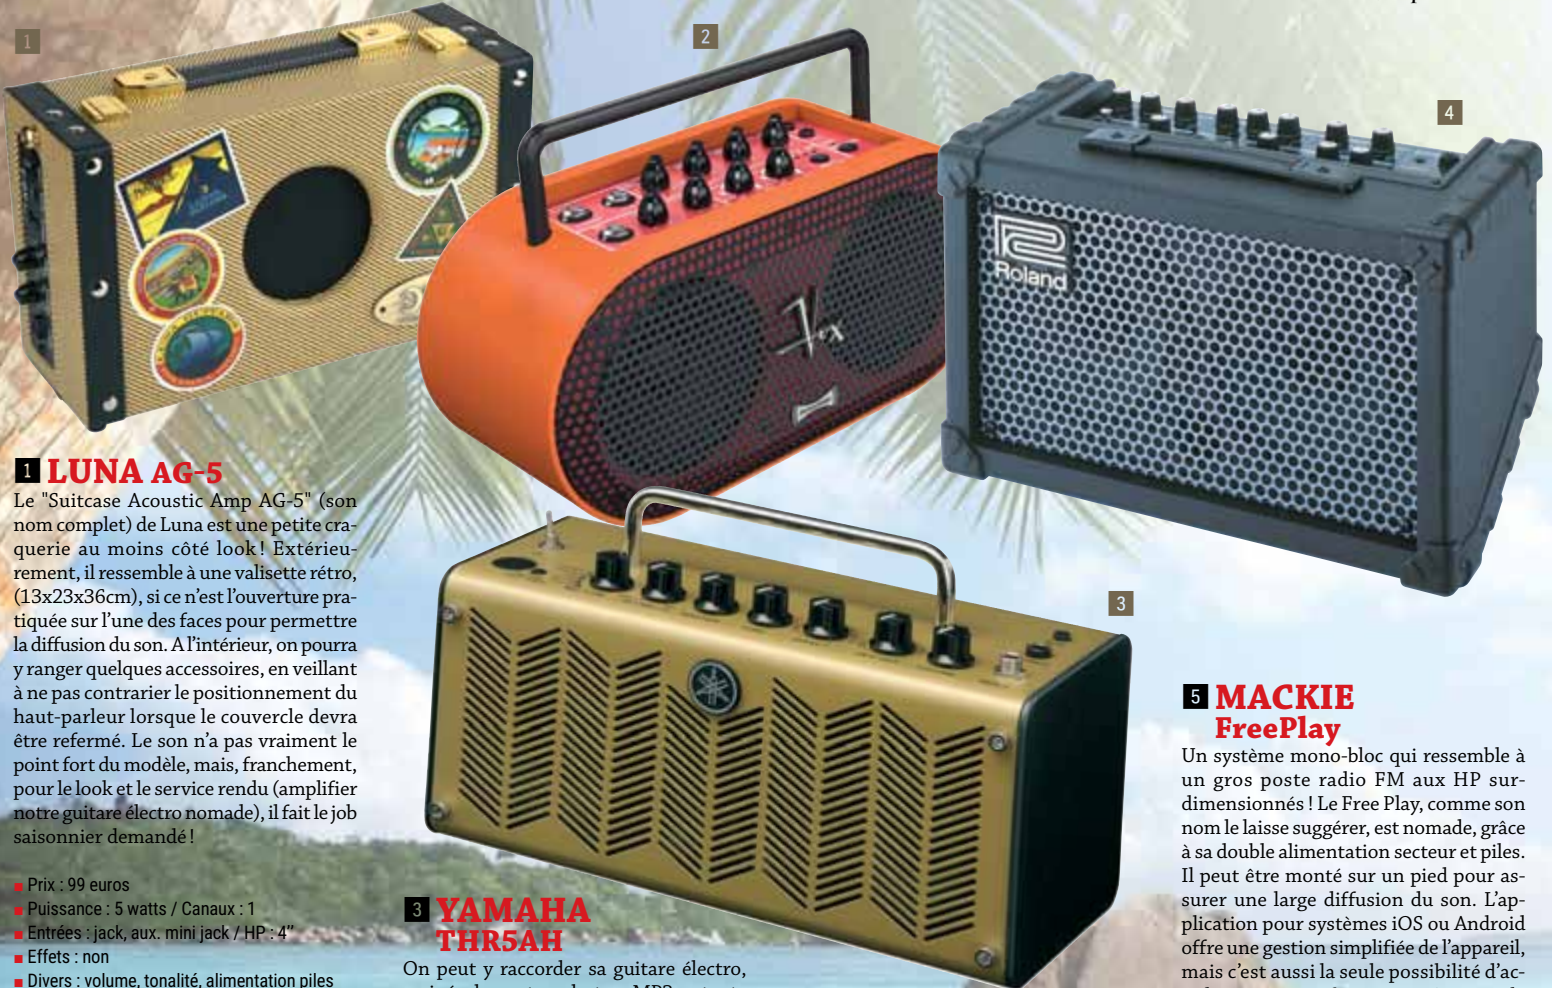 1
2
4
Roland
Vox
3
1 LUNA AG-5
Le "Suitcase Acoustic Amp AG-5" (son
nom complet) de Luna est une petite cra-
querie au moins côté look ! Extérieu-
rement, il ressemble à une valisette rétro,
(13x23x36cm), si ce n'est l'ouverture pra-
tiquée sur l'une des faces pour permettre
la diffusion du son. A l'intérieur, on pourra
y ranger quelques accessoires, en veillant
à ne pas contrarier le positionnement du
haut-parleur lorsque le couvercle devra
être refermé. Le son n'a pas vraiment le
point fort du modèle, mais, franchement,
pour le look et le service rendu (amplifier
notre guitare électro nomade), il fait le job
saisonnier demandé !
Prix : 99 euros
Puissance : 5 watts / Canaux : 1
Entrées : jack, aux. mini jack / HP : 4’’
Effets : non
Divers : volume, tonalité, alimentation piles
3 YAMAHA
THR5AH
On peut y raccorder sa guitare électro,
5 MACKIE
FreePlay
Un système mono-bloc qui ressemble à
un gros poste radio FM aux HP sur-
dimensionnés ! Le Free Play, comme son
nom le laisse suggérer, est nomade, grâce
à sa double alimentation secteur et piles.
Il peut être monté sur un pied pour as-
surer une large diffusion du son. L'ap-
plication pour systèmes iOS ou Android
offre une gestion simplifiée de l'appareil,
mais c'est aussi la seule possibilité d'ac-